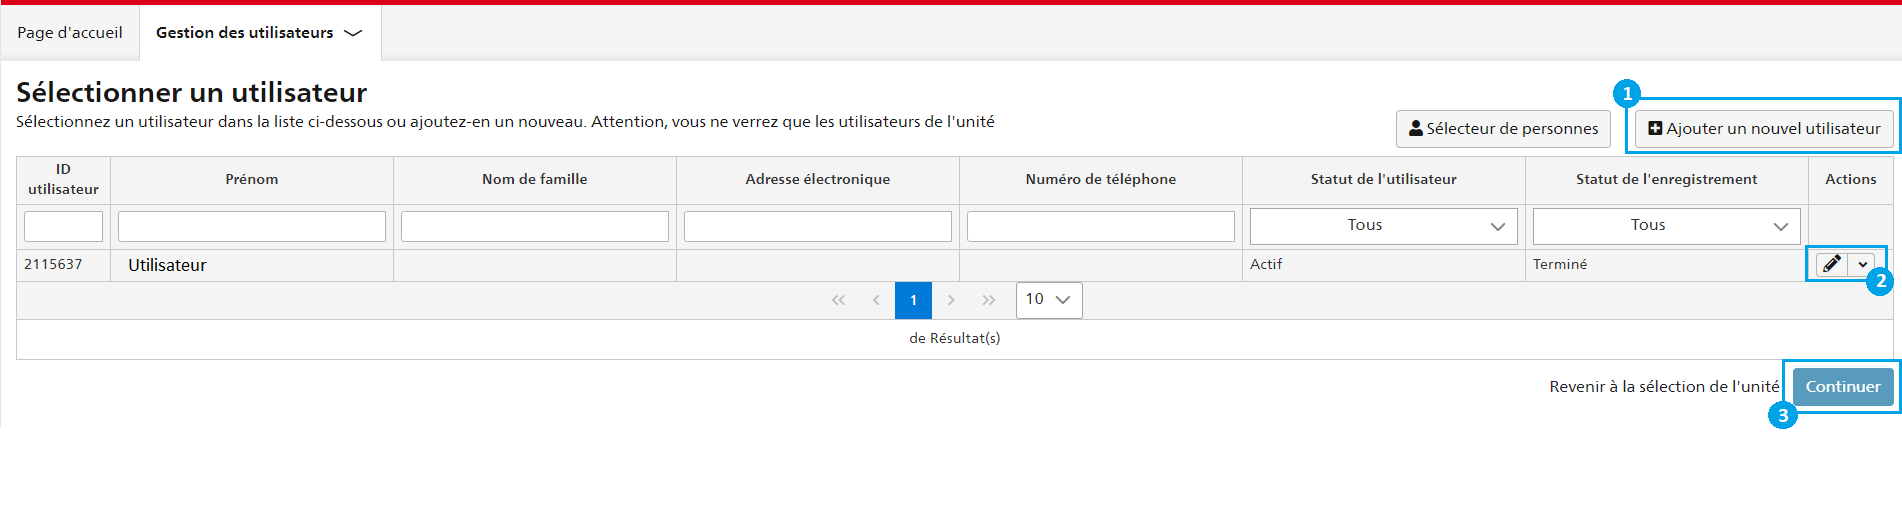 Page d'accueil
Gestion des utilisateurs
Sélectionner un utilisateur
Sélectionnez un utilisateur dans la liste ci-dessous ou ajoutez-en un nouveau. Attention, vous ne verrez que les utilisateurs de l'unité
1
Sélecteur de personnes
Ajouter un nouvel utilisateur
ID utilisateur
Prénom
Nom de famille
Adresse électronique
Numéro de téléphone
Statut de l'utilisateur
Statut de l'enregistrement
Actions
Tous
Tous
2115637
Utilisateur
Actif
Terminé
2
1
10
de Résultat(s)
Revenir à la sélection de l'unité
Continuer
3